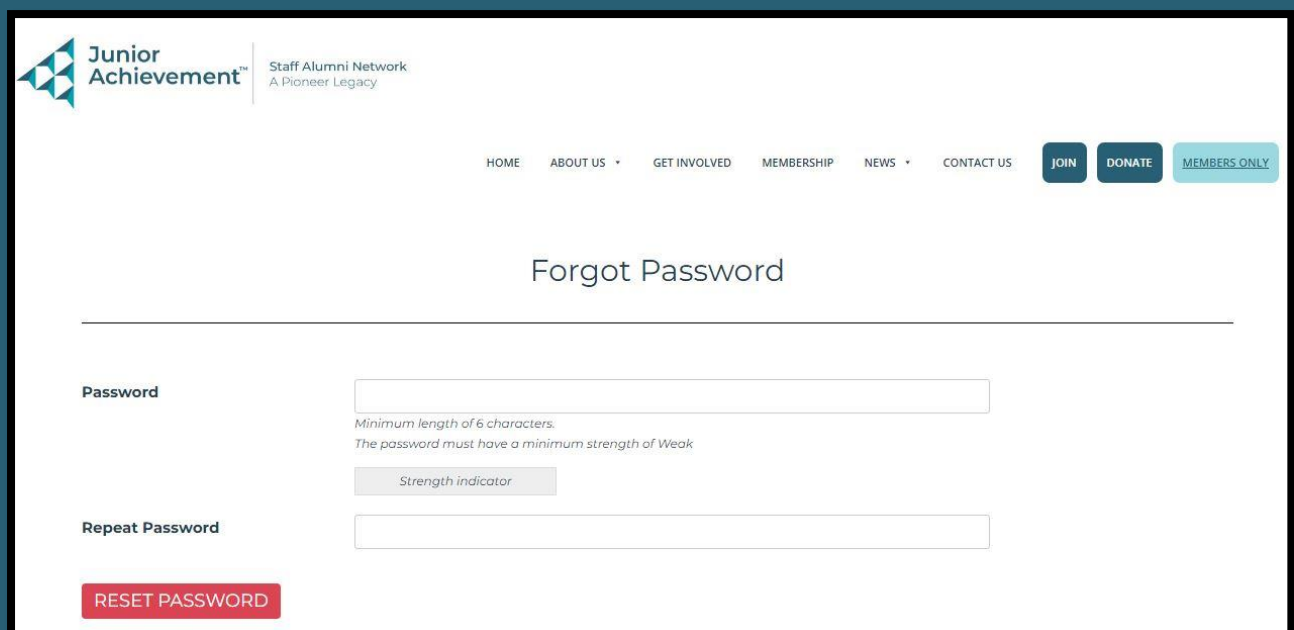 Junior
Achievement™
Staff Alumni Network
A Pioneer Legacy
HOME ABOUT US GET INVOLVED MEMBERSHIP NEWS CONTACT US JOIN DONATE MEMBERS ONLY
Forgot Password
Password
Minimum length of 6 characters.
The password must have a minimum strength of Weak
Strength indicator
Repeat Password
RESET PASSWORD